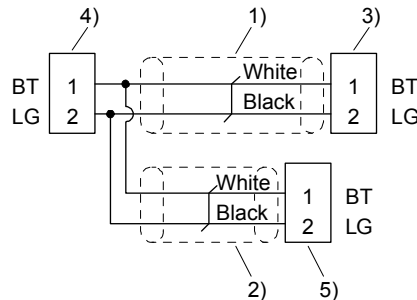 4) 1) 3)
BT 1 White 1 BT
LG 2 Black 2 LG
White 1 BT
Black 2 LG
2) 5)